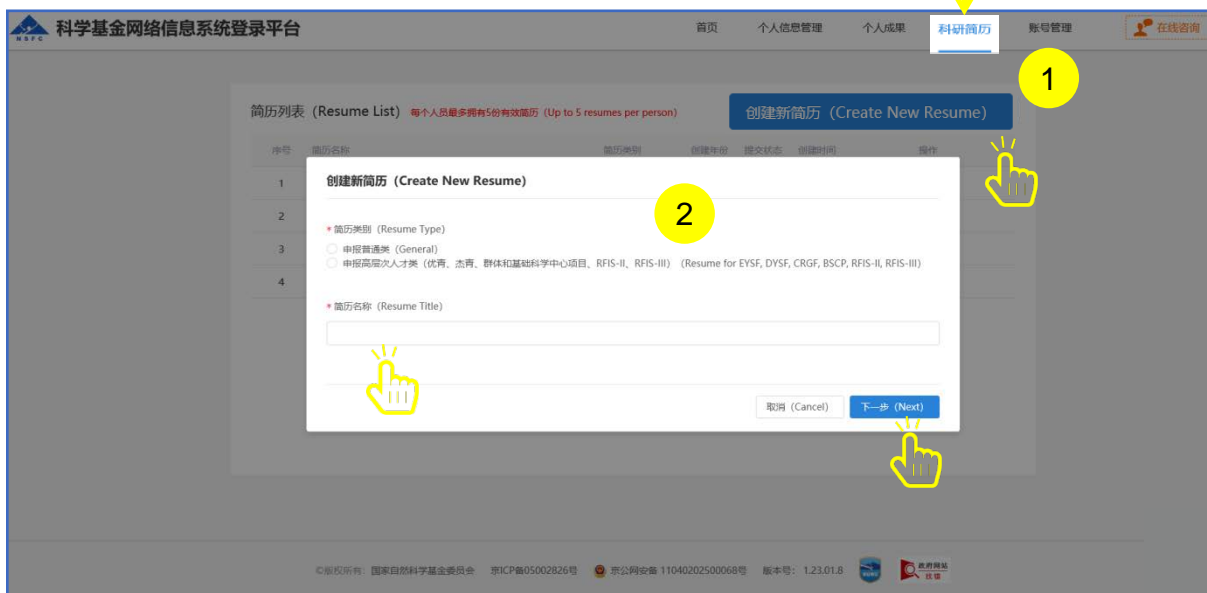 NSFC 科学基金网络信息系统登录平台 首页 个人信息管理 个人成果 科研简历 账号管理 在线咨询
1
简历列表（Resume List） 每个人员最多拥有5份有效简历（Up to 5 resumes per person） 创建新简历（Create New Resume）
序号 简历名称 简历类别 创建年份 提交状态 创建时间 操作
1
2
3
4
创建新简历（Create New Resume）
2
* 简历类别（Resume Type）
申报普通类（General）
申报高层次人才类（优青、杰青、群体和基础科学中心项目、RFIS-II、RFIS-III）（Resume for EYSF, DYSF, CRGF, BSCP, RFIS-II, RFIS-III）
* 简历名称（Resume Title）
取消（Cancel） 下一步（Next）
©版权所有：国家自然科学基金委员会 京ICP备05002826号 京公网安备 11040202500068号 版本号：1.23.01.8 政府网站